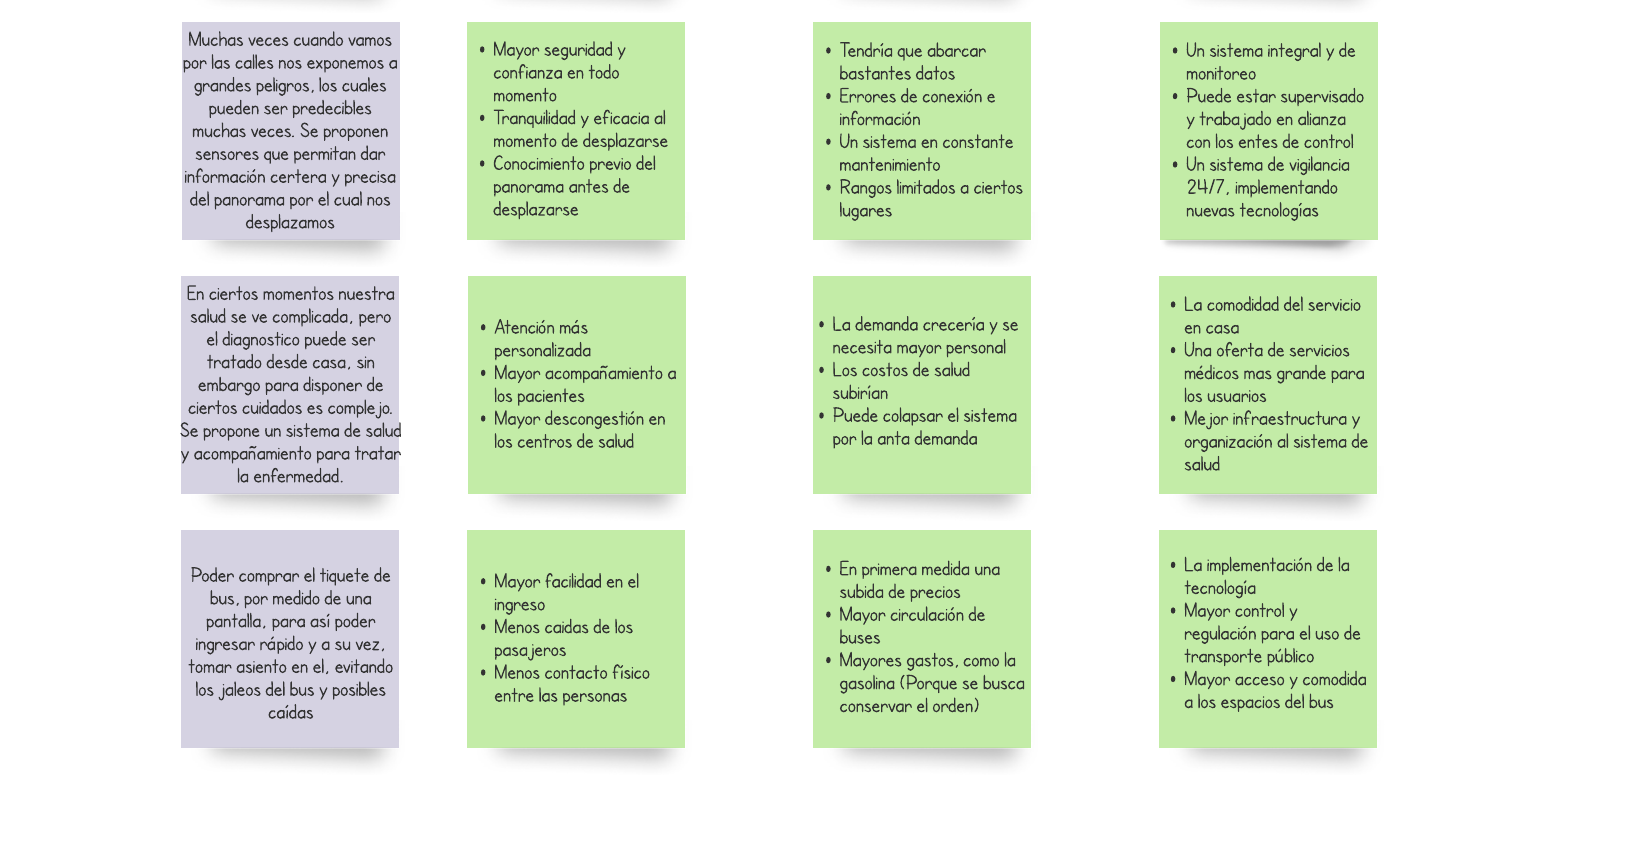 Muchas veces cuando vamos
por las calles nos exponemos a
grandes peligros, los cuales
pueden ser predecibles
muchas veces. Se proponen
sensores que permitan dar
información certera y precisa
del panorama por el cual nos
desplazamos
• Mayor seguridad y
confianza en todo
momento
• Tranquilidad y eficacia al
momento de desplazarse
• Conocimiento previo del
panorama antes de
desplazarse
• Tendría que abarcar
bastantes datos
• Errores de conexión e
información
• Un sistema en constante
mantenimiento
• Rangos limitados a ciertos
lugares
• Un sistema integral y de
monitoreo
• Puede estar supervisado
y trabajado en alianza
con los entes de control
• Un sistema de vigilancia
24/7, implementando
nuevas tecnologías
En ciertos momentos nuestra
salud se ve complicada, pero
el diagnostico puede ser
tratado desde casa, sin
embargo para disponer de
ciertos cuidados es complejo.
Se propone un sistema de salud
y acompañamiento para tratar
la enfermedad.
• Atención más
personalizada
• Mayor acompañamiento a
los pacientes
• Mayor descongestión en
los centros de salud
• La demanda crecería y se
necesita mayor personal
• Los costos de salud
subirían
• Puede colapsar el sistema
por la anta demanda
• La comodidad del servicio
en casa
• Una oferta de servicios
médicos mas grande para
los usuarios
• Mejor infraestructura y
organización al sistema de
salud
Poder comprar el tiquete de
bus, por medido de una
pantalla, para así poder
ingresar rápido y a su vez,
tomar asiento en el, evitando
los jaleos del bus y posibles
caídas
• Mayor facilidad en el
ingreso
• Menos caidas de los
pasajeros
• Menos contacto físico
entre las personas
• En primera medida una
subida de precios
• Mayor circulación de
buses
• Mayores gastos, como la
gasolina (Porque se busca
conservar el orden)
• La implementación de la
tecnología
• Mayor control y
regulación para el uso de
transporte público
• Mayor acceso y comodida
a los espacios del bus